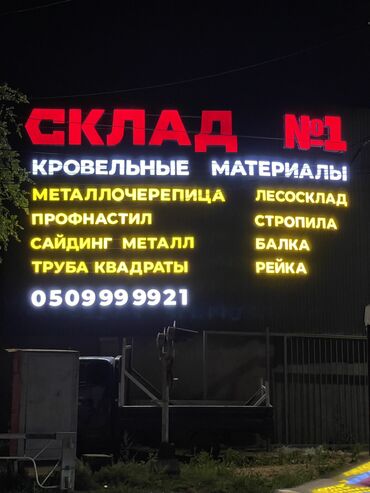 СКЛАД №1
КРОВЕЛЬНЫЕ МАТЕРИАЛЫ
МЕТАЛЛОЧЕРЕПИЦА
ПРОФНАСТИЛ
САЙДИНГ МЕТАЛЛ
ТРУБА КВАДРАТЫ
ЛЕСОСКЛАД
СТРОПИЛА
БАЛКА
РЕЙКА
0509999921